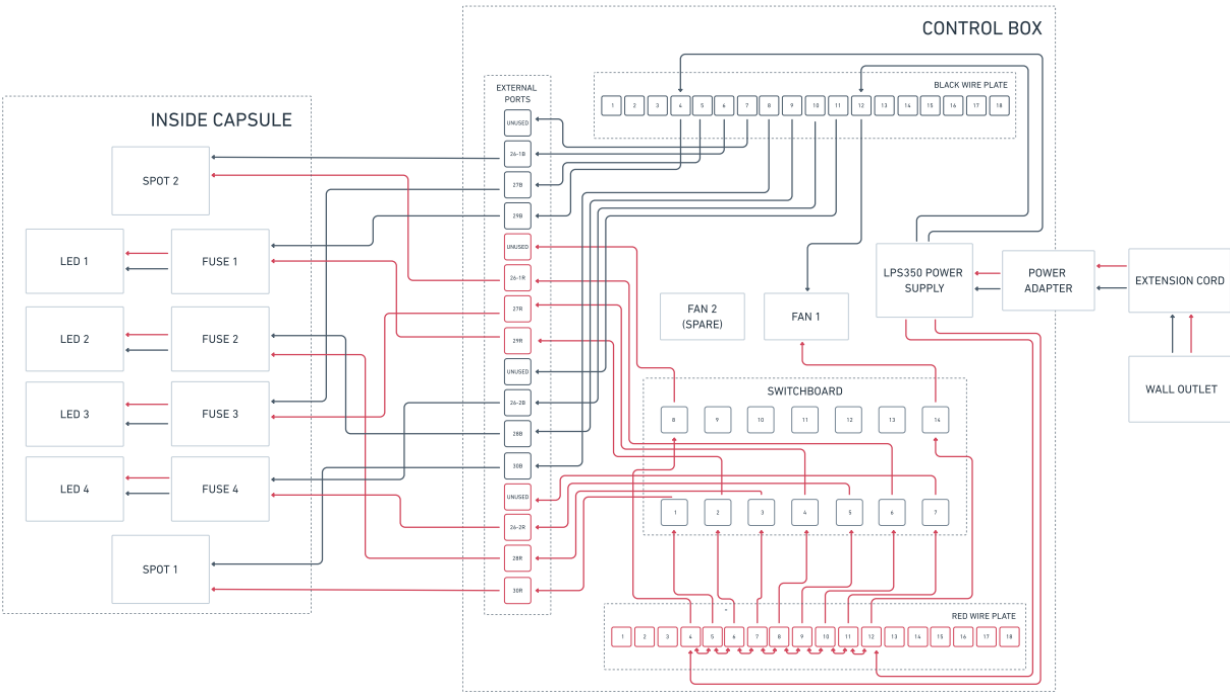 CONTROL BOX
EXTERNAL
PORTS
BLACK WIRE PLATE
1 2 3 4 5 6 7 8 9 10 11 12 13 14 15 16 17 18
INSIDE CAPSULE
UNUSED
26-1B
27B
29B
UNUSED
26-1R
27R
29R
UNUSED
26-2B
28B
30B
UNUSED
26-2R
28R
30R
SPOT 2
LED 1
FUSE 1
LED 2
FUSE 2
LED 3
FUSE 3
LED 4
FUSE 4
SPOT 1
FAN 2
(SPARE)
FAN 1
LPS350 POWER
SUPPLY
POWER
ADAPTER
EXTENSION CORD
WALL OUTLET
SWITCHBOARD
8 9 10 11 12 13 14
1 2 3 4 5 6 7
RED WIRE PLATE
1 2 3 4 5 6 7 8 9 10 11 12 13 14 15 16 17 18